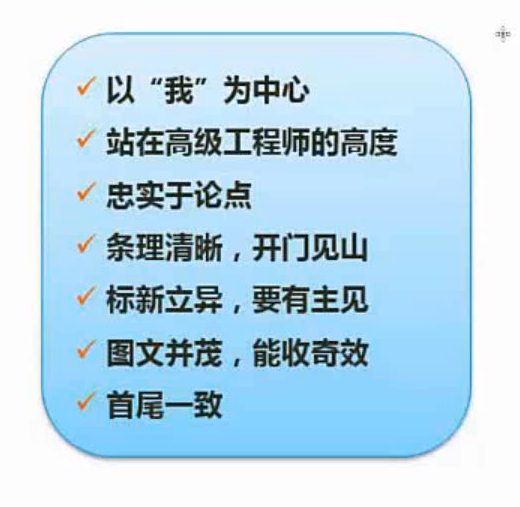 以“我”为中心
站在高级工程师的高度
忠实于论点
条理清晰，开门见山
标新立异，要有主见
图文并茂，能收奇效
首尾一致